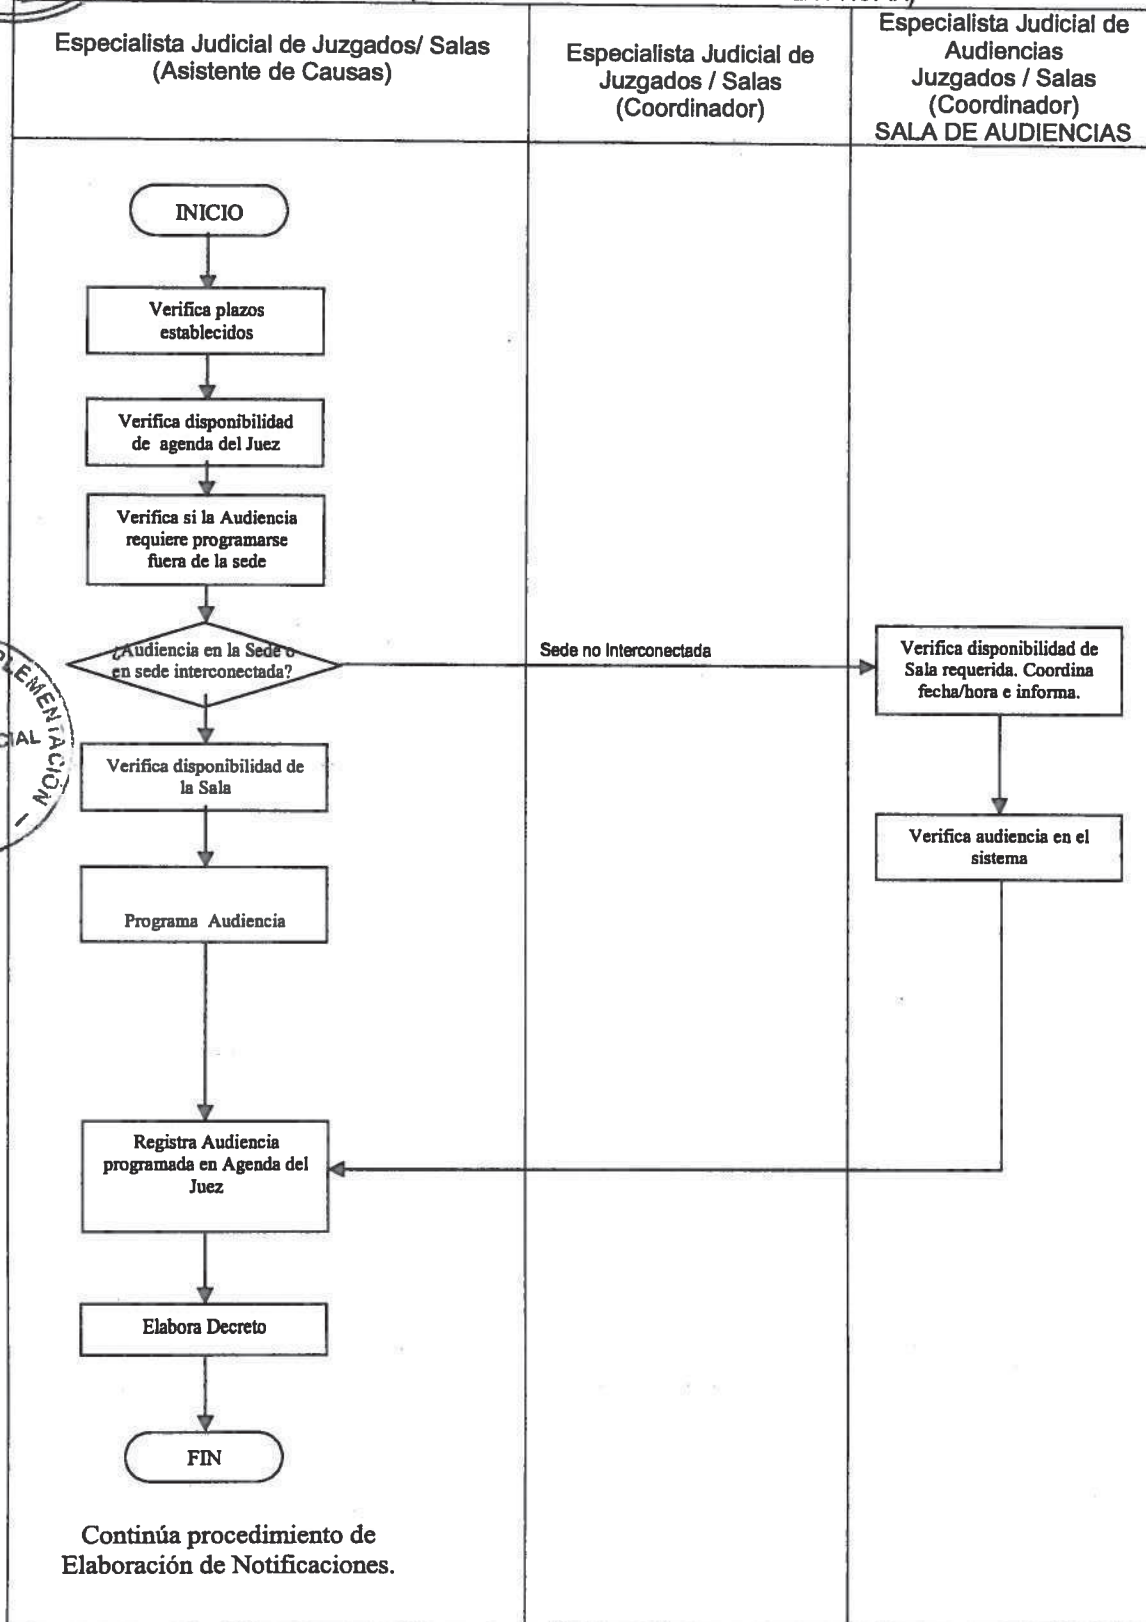 Especialista Judicial de Juzgados/ Salas
(Asistente de Causas)
Especialista Judicial de
Juzgados / Salas
(Coordinador)
Especialista Judicial de
Audiencias
Juzgados / Salas
(Coordinador)
SALA DE AUDIENCIAS
INICIO
Verifica plazos
establecidos
Verifica disponibilidad
de agenda del Juez
Verifica si la Audiencia
requiere programarse
fuera de la sede
¿Audiencia en la Sede o
en sede interconectada?
Sede no Interconectada
Verifica disponibilidad de
Sala requerida. Coordina
fecha/hora e informa.
Verifica disponibilidad de
la Sala
Verifica audiencia en el
sistema
Programa Audiencia
Registra Audiencia
programada en Agenda del
Juez
Elabora Decreto
FIN
Continúa procedimiento de
Elaboración de Notificaciones.